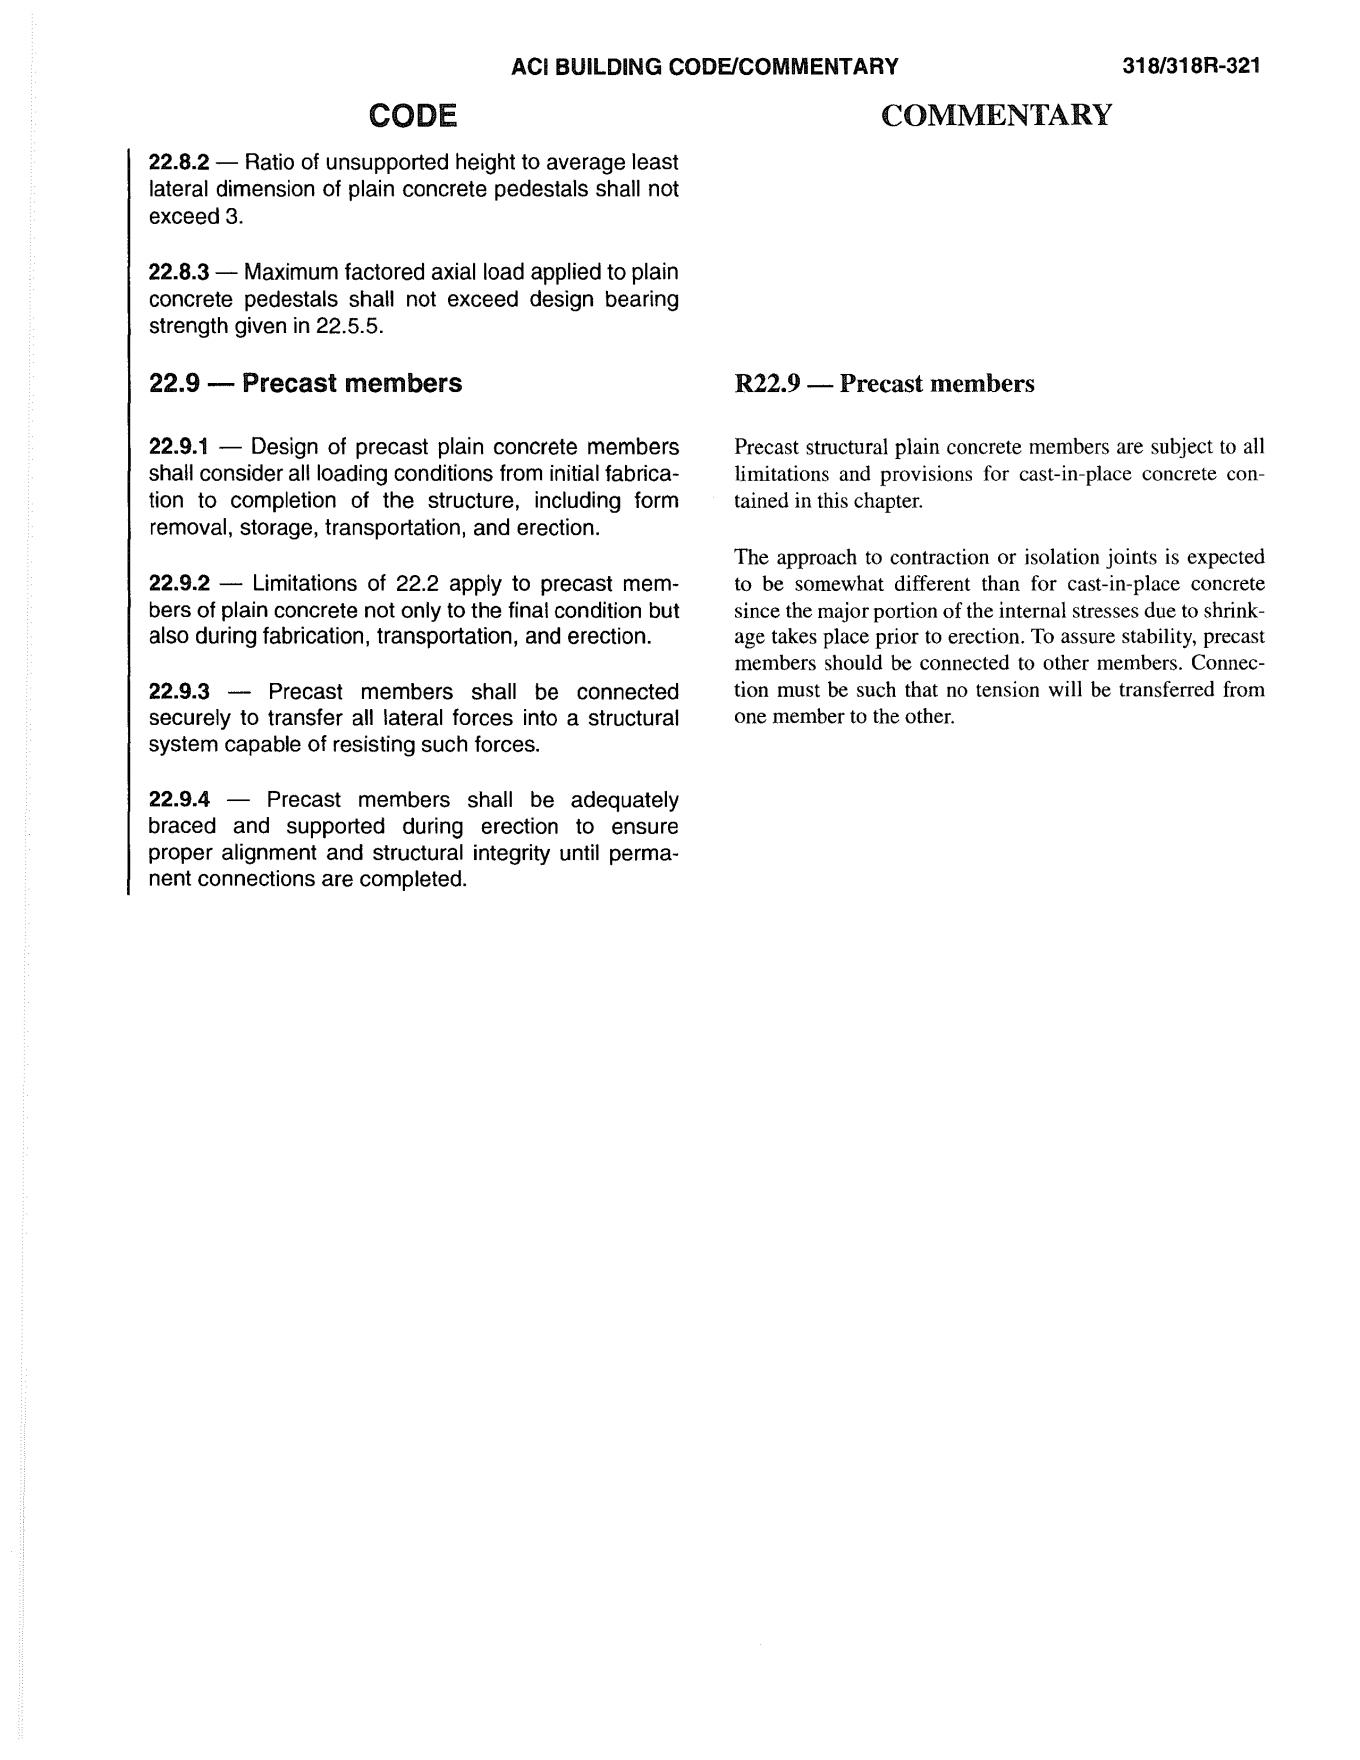 ACI BUILDING CODE/COMMENTARY 318/318R-321
CODE
22.8.2 — Ratio of unsupported height to average least
lateral dimension of plain concrete pedestals shall not
exceed 3.
22.8.3 — Maximum factored axial load applied to plain
concrete pedestals shall not exceed design bearing
strength given in 22.5.5.
22.9 — Precast members
22.9.1 — Design of precast plain concrete members
shall consider all loading conditions from initial fabrica-
tion to completion of the structure, including form
removal, storage, transportation, and erection.
22.9.2 — Limitations of 22.2 apply to precast mem-
bers of plain concrete not only to the final condition but
also during fabrication, transportation, and erection.
22.9.3 — Precast members shall be connected
securely to transfer all lateral forces into a structural
system capable of resisting such forces.
22.9.4 — Precast members shall be adequately
braced and supported during erection to ensure
proper alignment and structural integrity until perma-
nent connections are completed.
COMMENTARY
R22.9 — Precast members
Precast structural plain concrete members are subject to all
limitations and provisions for cast-in-place concrete con-
tained in this chapter.
The approach to contraction or isolation joints is expected
to be somewhat different than for cast-in-place concrete
since the major portion of the internal stresses due to shrink-
age takes place prior to erection. To assure stability, precast
members should be connected to other members. Connec-
tion must be such that no tension will be transferred from
one member to the other.